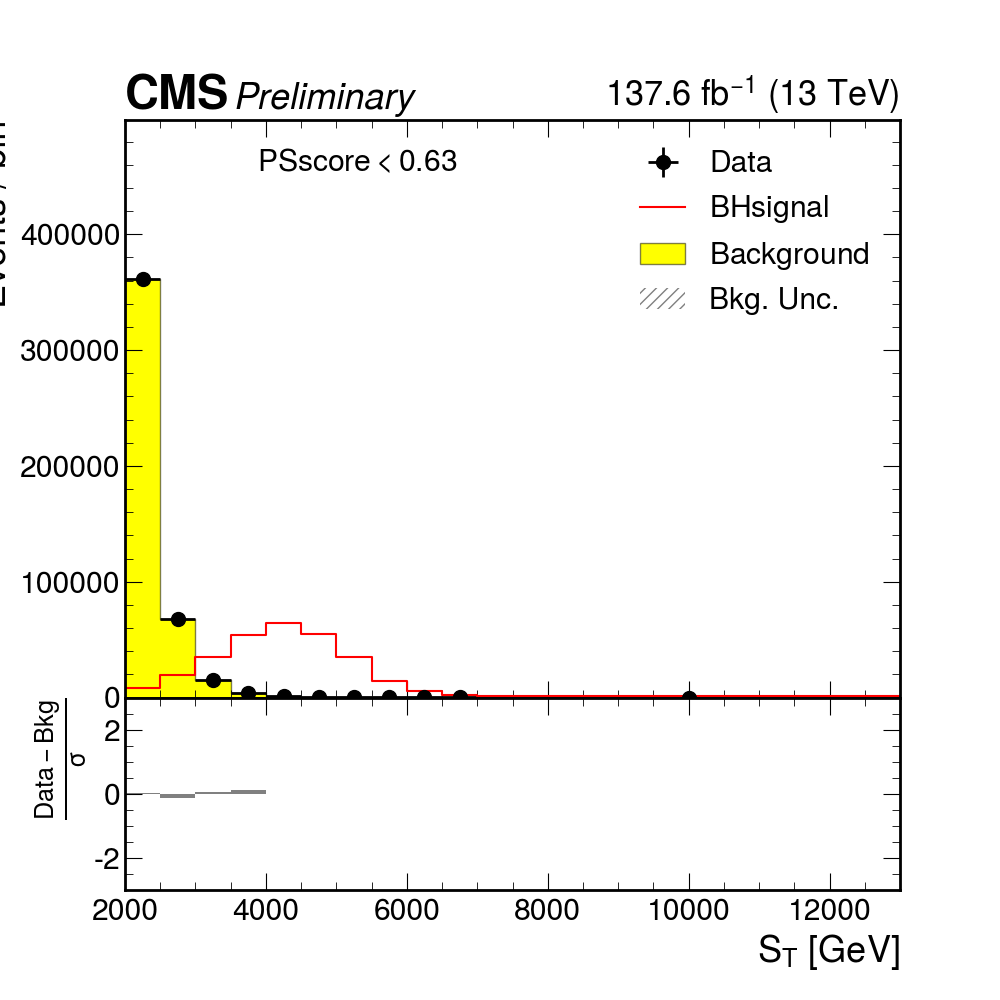 CMS Preliminary 137.6 fb⁻¹ (13 TeV)
PSscore < 0.63
Data
BHsignal
Background
Bkg. Unc.
400000
300000
200000
100000
0
Data – Bkg
σ
2
0
-2
2000 4000 6000 8000 10000 12000
S_T [GeV]